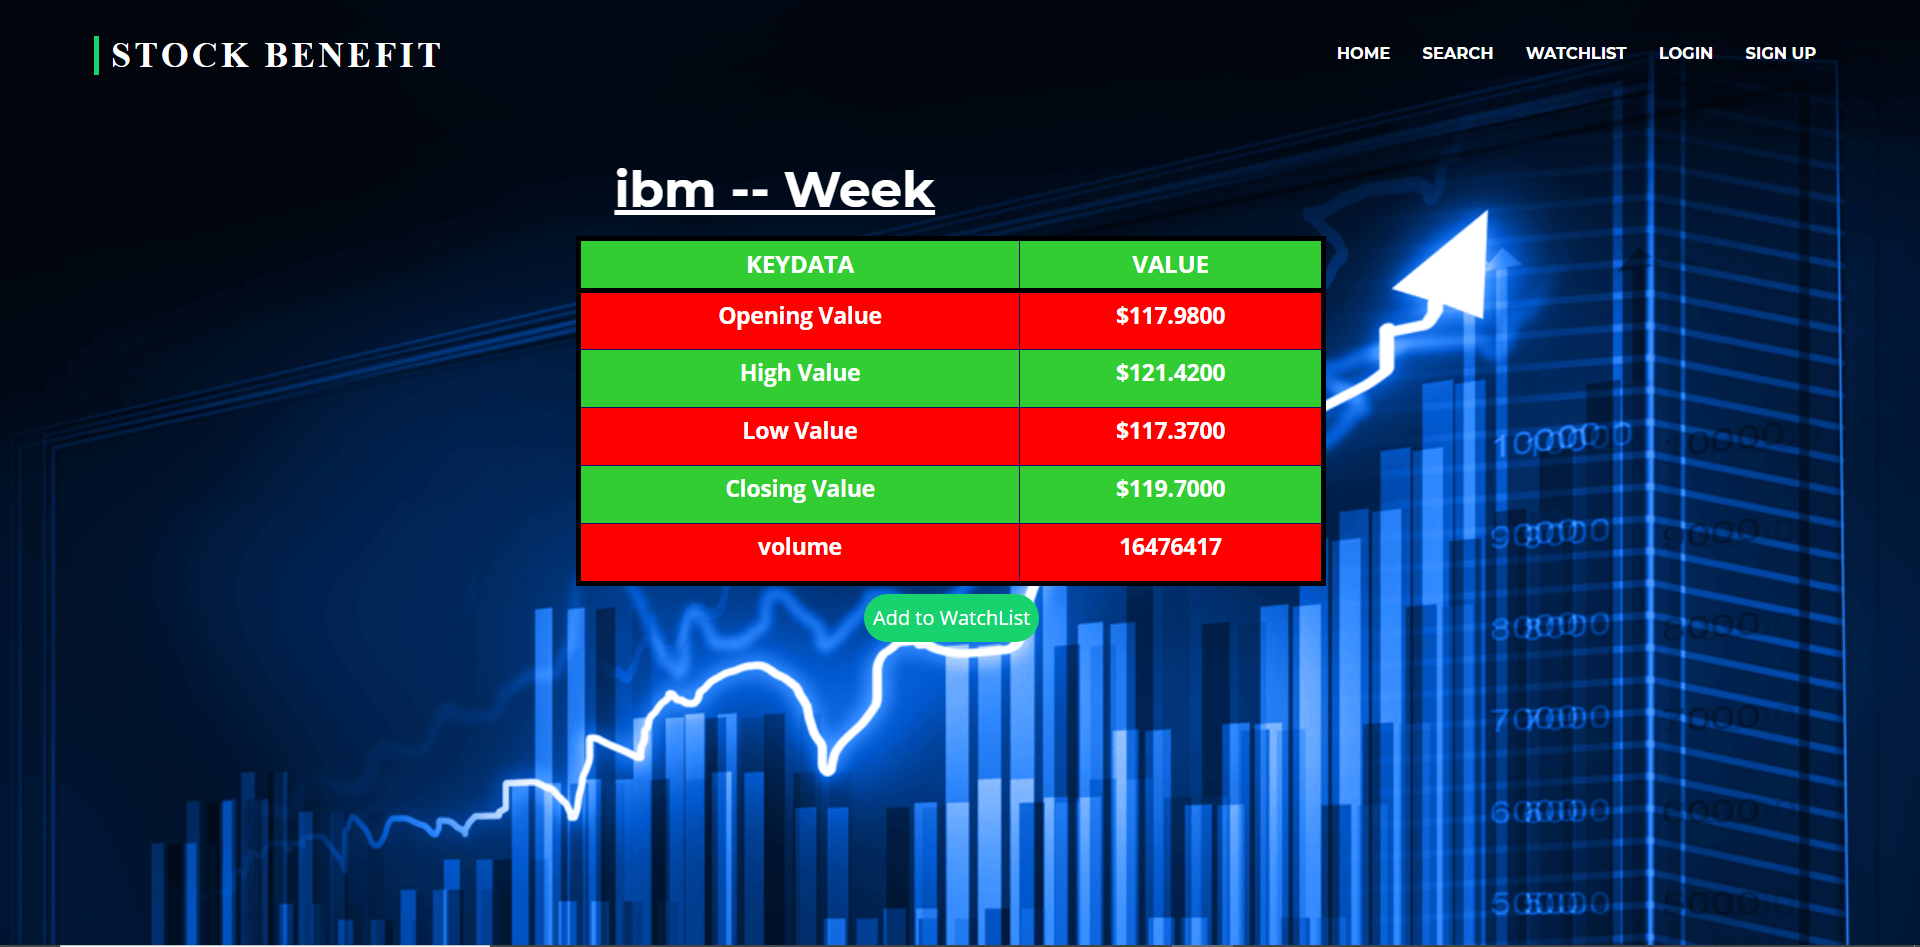 STOCK BENEFIT
HOME SEARCH WATCHLIST LOGIN SIGN UP
ibm -- Week
KEYDATA VALUE
Opening Value $117.9800
High Value $121.4200
Low Value $117.3700
Closing Value $119.7000
volume 16476417
Add to WatchList